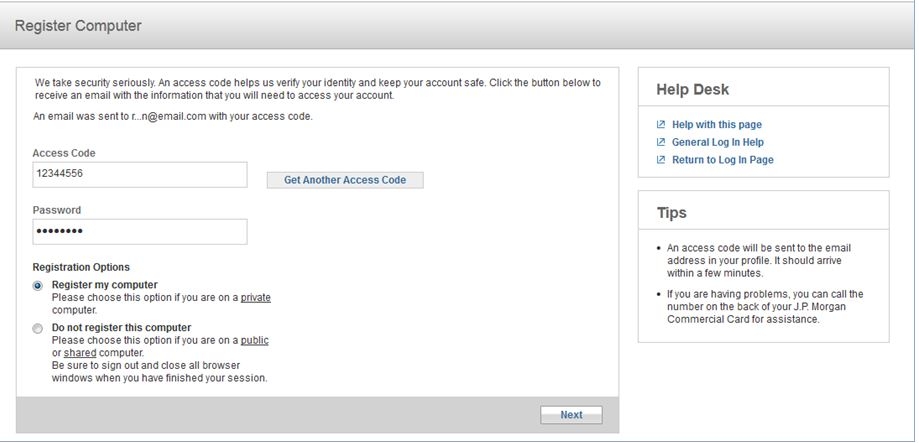 Register Computer
We take security seriously. An access code helps us verify your identity and keep your account safe. Click the button below to
receive an email with the information that you will need to access your account.
An email was sent to r...n@email.com with your access code.
Access Code
12344556
Get Another Access Code
Password
••••••••
Registration Options
Register my computer
Please choose this option if you are on a private
computer.
Do not register this computer
Please choose this option if you are on a public
or shared computer.
Be sure to sign out and close all browser
windows when you have finished your session.
Next
Help Desk
Help with this page
General Log In Help
Return to Log In Page
Tips
• An access code will be sent to the email
address in your profile. It should arrive
within a few minutes.
• If you are having problems, you can call the
number on the back of your J.P. Morgan
Commercial Card for assistance.